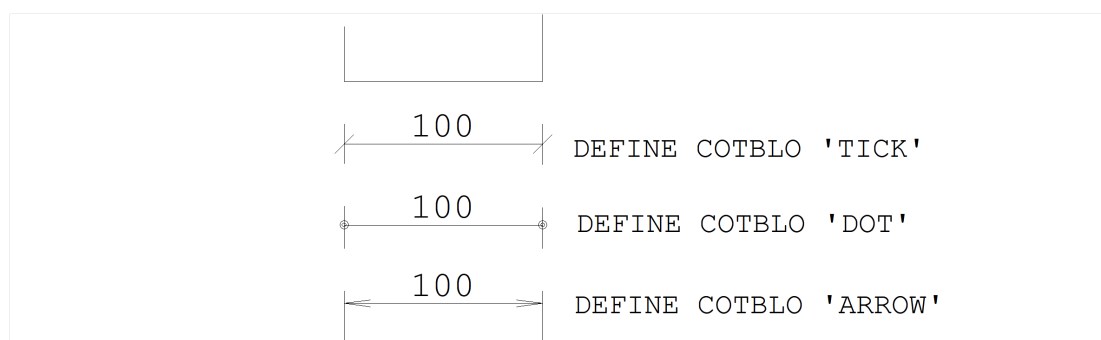 100
DEFINE COTBLO 'TICK'
100
DEFINE COTBLO 'DOT'
100
DEFINE COTBLO 'ARROW'